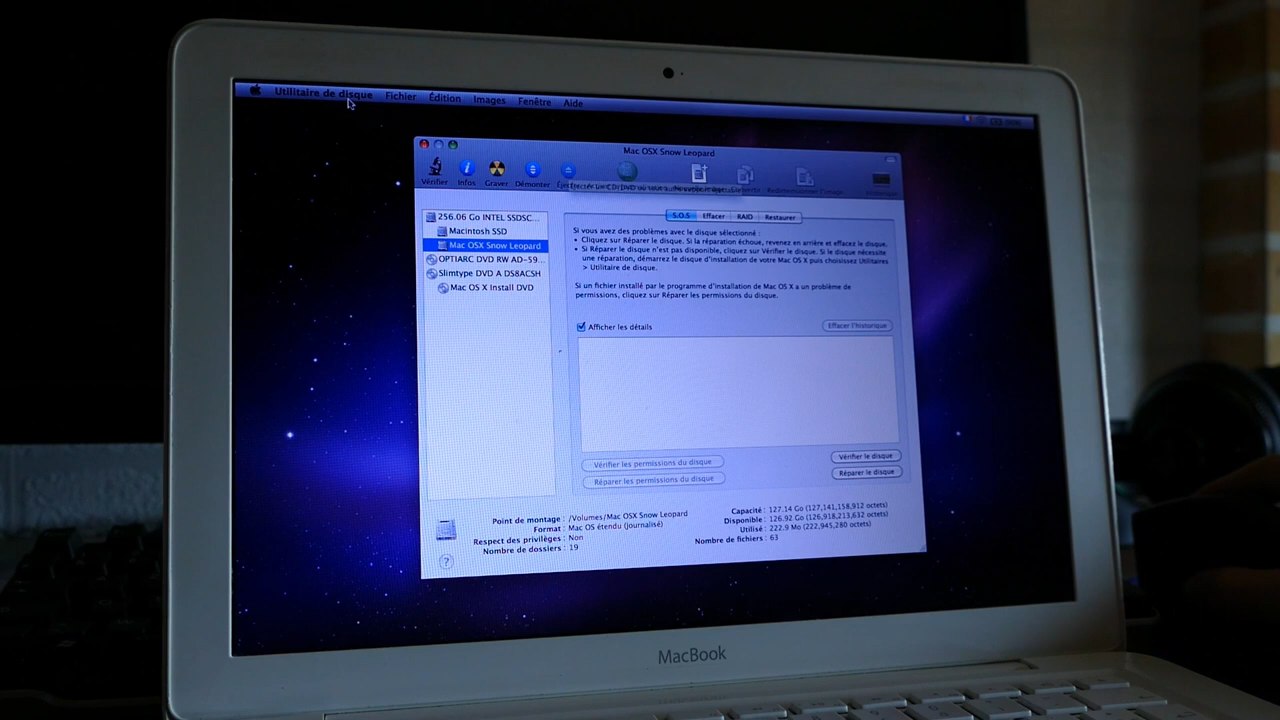 Utilitaire de disque Fichier Édition Images Fenêtre Aide
Mac OSX Snow Leopard
Vérifier Infos Graver Démonter
256.06 Go INTEL SSDSC...
Macintosh SSD
Mac OSX Snow Leopard
OPTIARC DVD RW AD-59...
Slimtype DVD A DS8ACSH
Mac OS X Install DVD
S.O.S Effacer RAID Restaurer
Si vous avez des problèmes avec le disque sélectionné :
• Cliquez sur Réparer le disque. Si la réparation échoue, revenez en arrière et effacez le disque.
• Si Réparer le disque n'est pas disponible, cliquez sur Vérifier le disque. Si le disque nécessite
une réparation, démarrez le disque d'installation de votre Mac OS X puis choisissez Utilitaires
> Utilitaire de disque.
Si un fichier installé par le programme d'installation de Mac OS X a un problème de
permissions, cliquez sur Réparer les permissions du disque.
Afficher les détails
Effacer l'historique
Vérifier les permissions du disque
Vérifier le disque
Réparer les permissions du disque
Réparer le disque
Point de montage : /Volumes/Mac OSX Snow Leopard
Format : Mac OS étendu (journalisé)
Respect des privilèges : Non
Nombre de dossiers : 19
Capacité : 127.14 Go (127,141,158,912 octets)
Disponible : 126.92 Go (126,918,213,632 octets)
Utilisé : 222.9 Mo (222,945,280 octets)
Nombre de fichiers : 63
?
MacBook